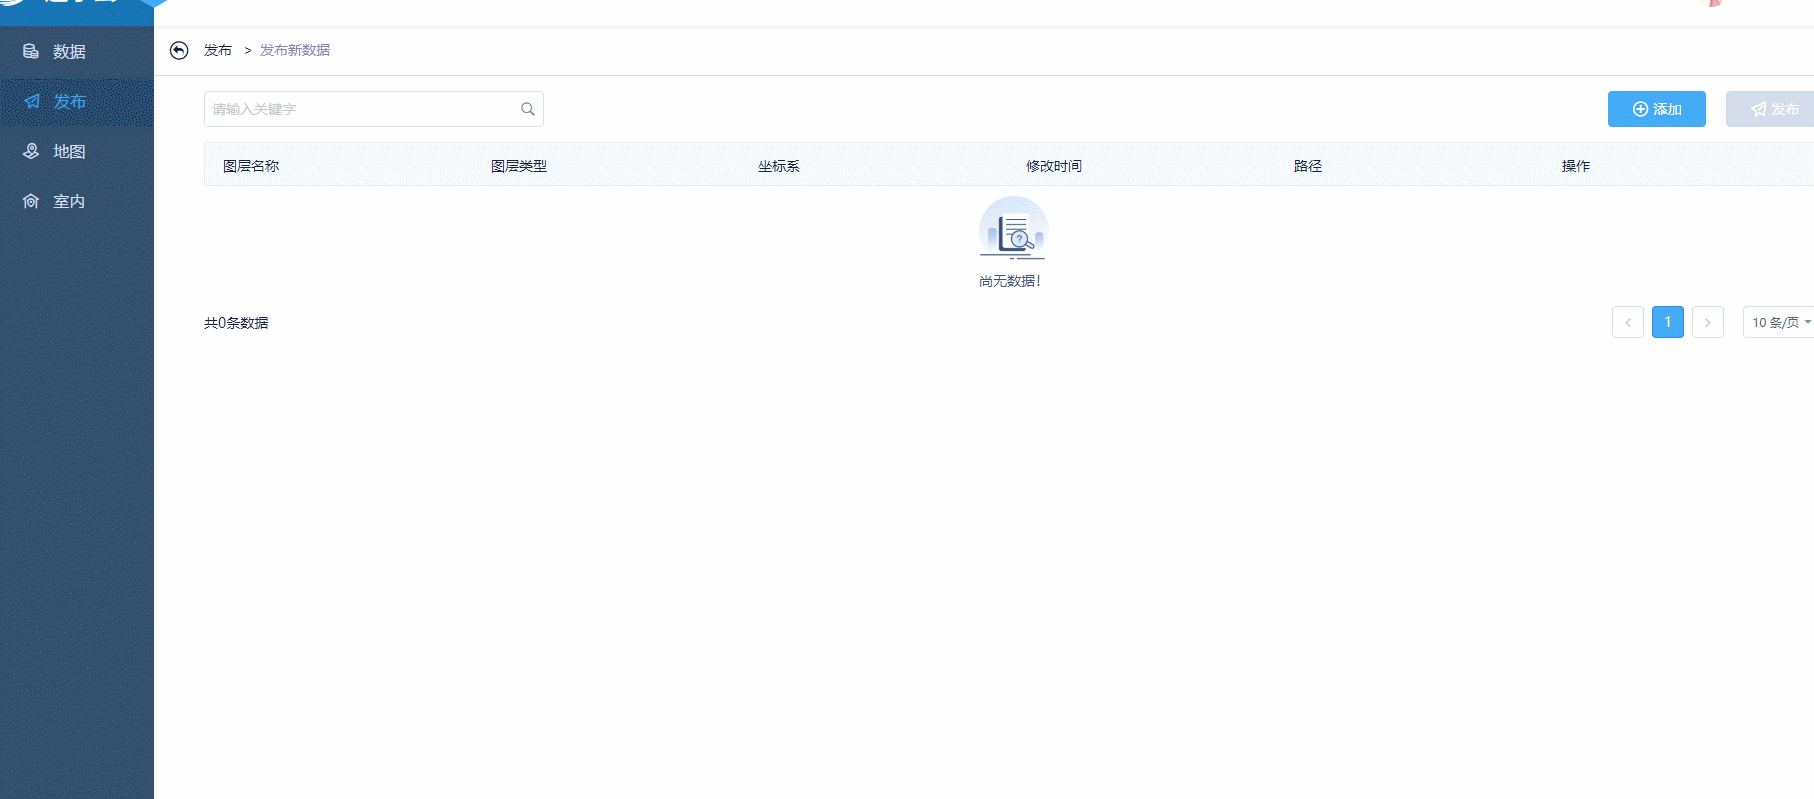 数据
发布
地图
室内
发布 > 发布新数据
请输入关键字
添加
发布
图层名称 图层类型 坐标系 修改时间 路径 操作
尚无数据!
共0条数据
< 1 > 10 条/页